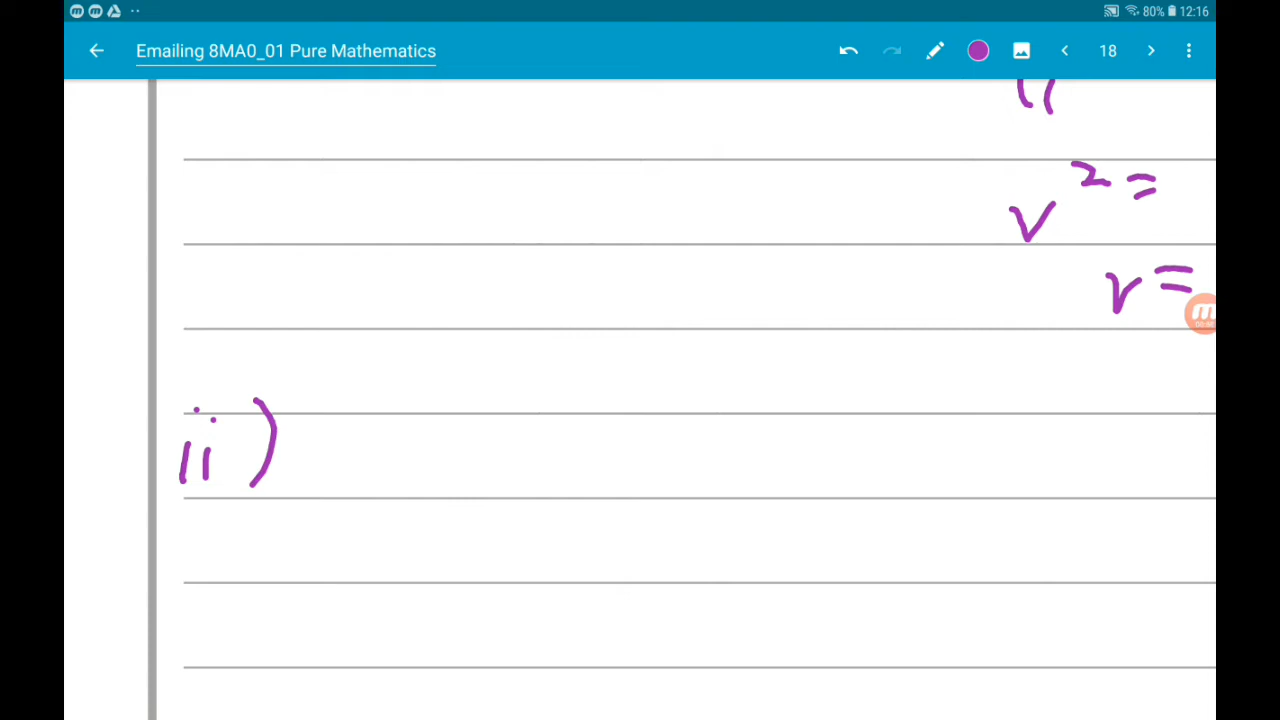 80% 12:16
Emailing 8MA0_01 Pure Mathematics 18
v² =
r =
ii)